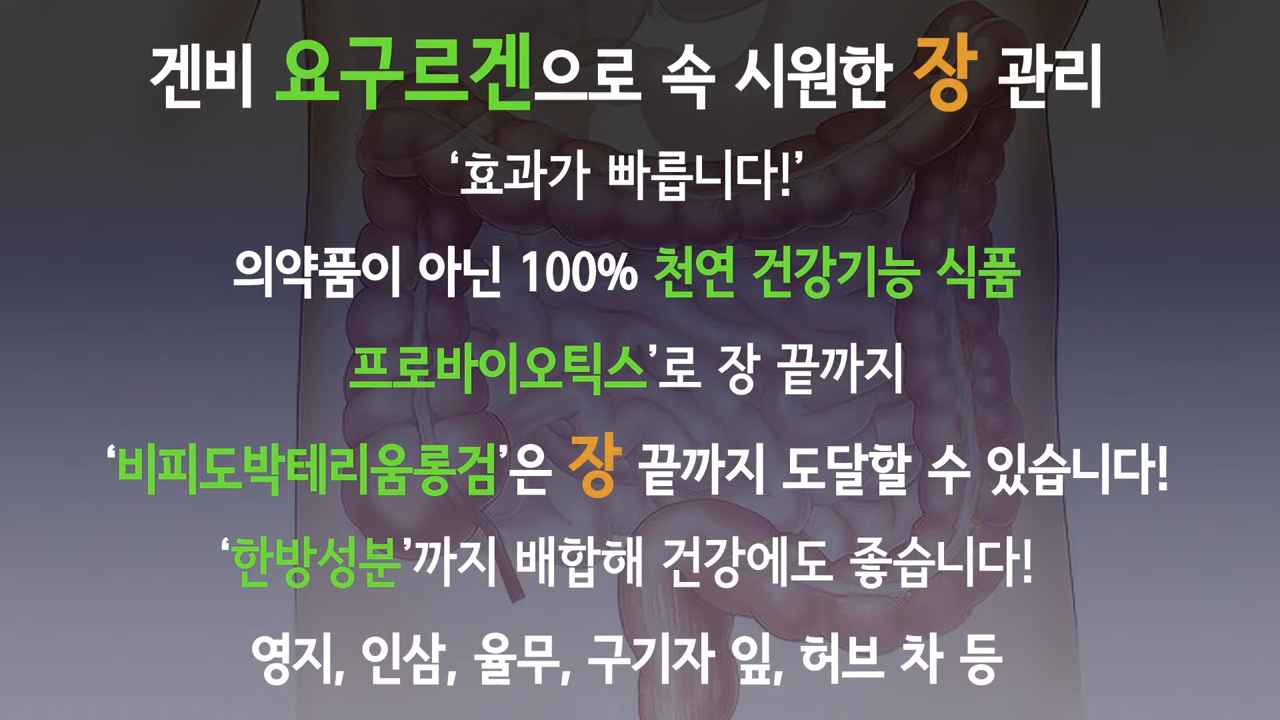 겐비 요구르겐으로 속 시원한 장 관리
‘효과가 빠릅니다!’
의약품이 아닌 100% 천연 건강기능 식품
프로바이오틱스’로 장 끝까지
‘비피도박테리움롱검’은 장 끝까지 도달할 수 있습니다!
‘한방성분’까지 배합해 건강에도 좋습니다!
영지, 인삼, 율무, 구기자 잎, 허브 차 등